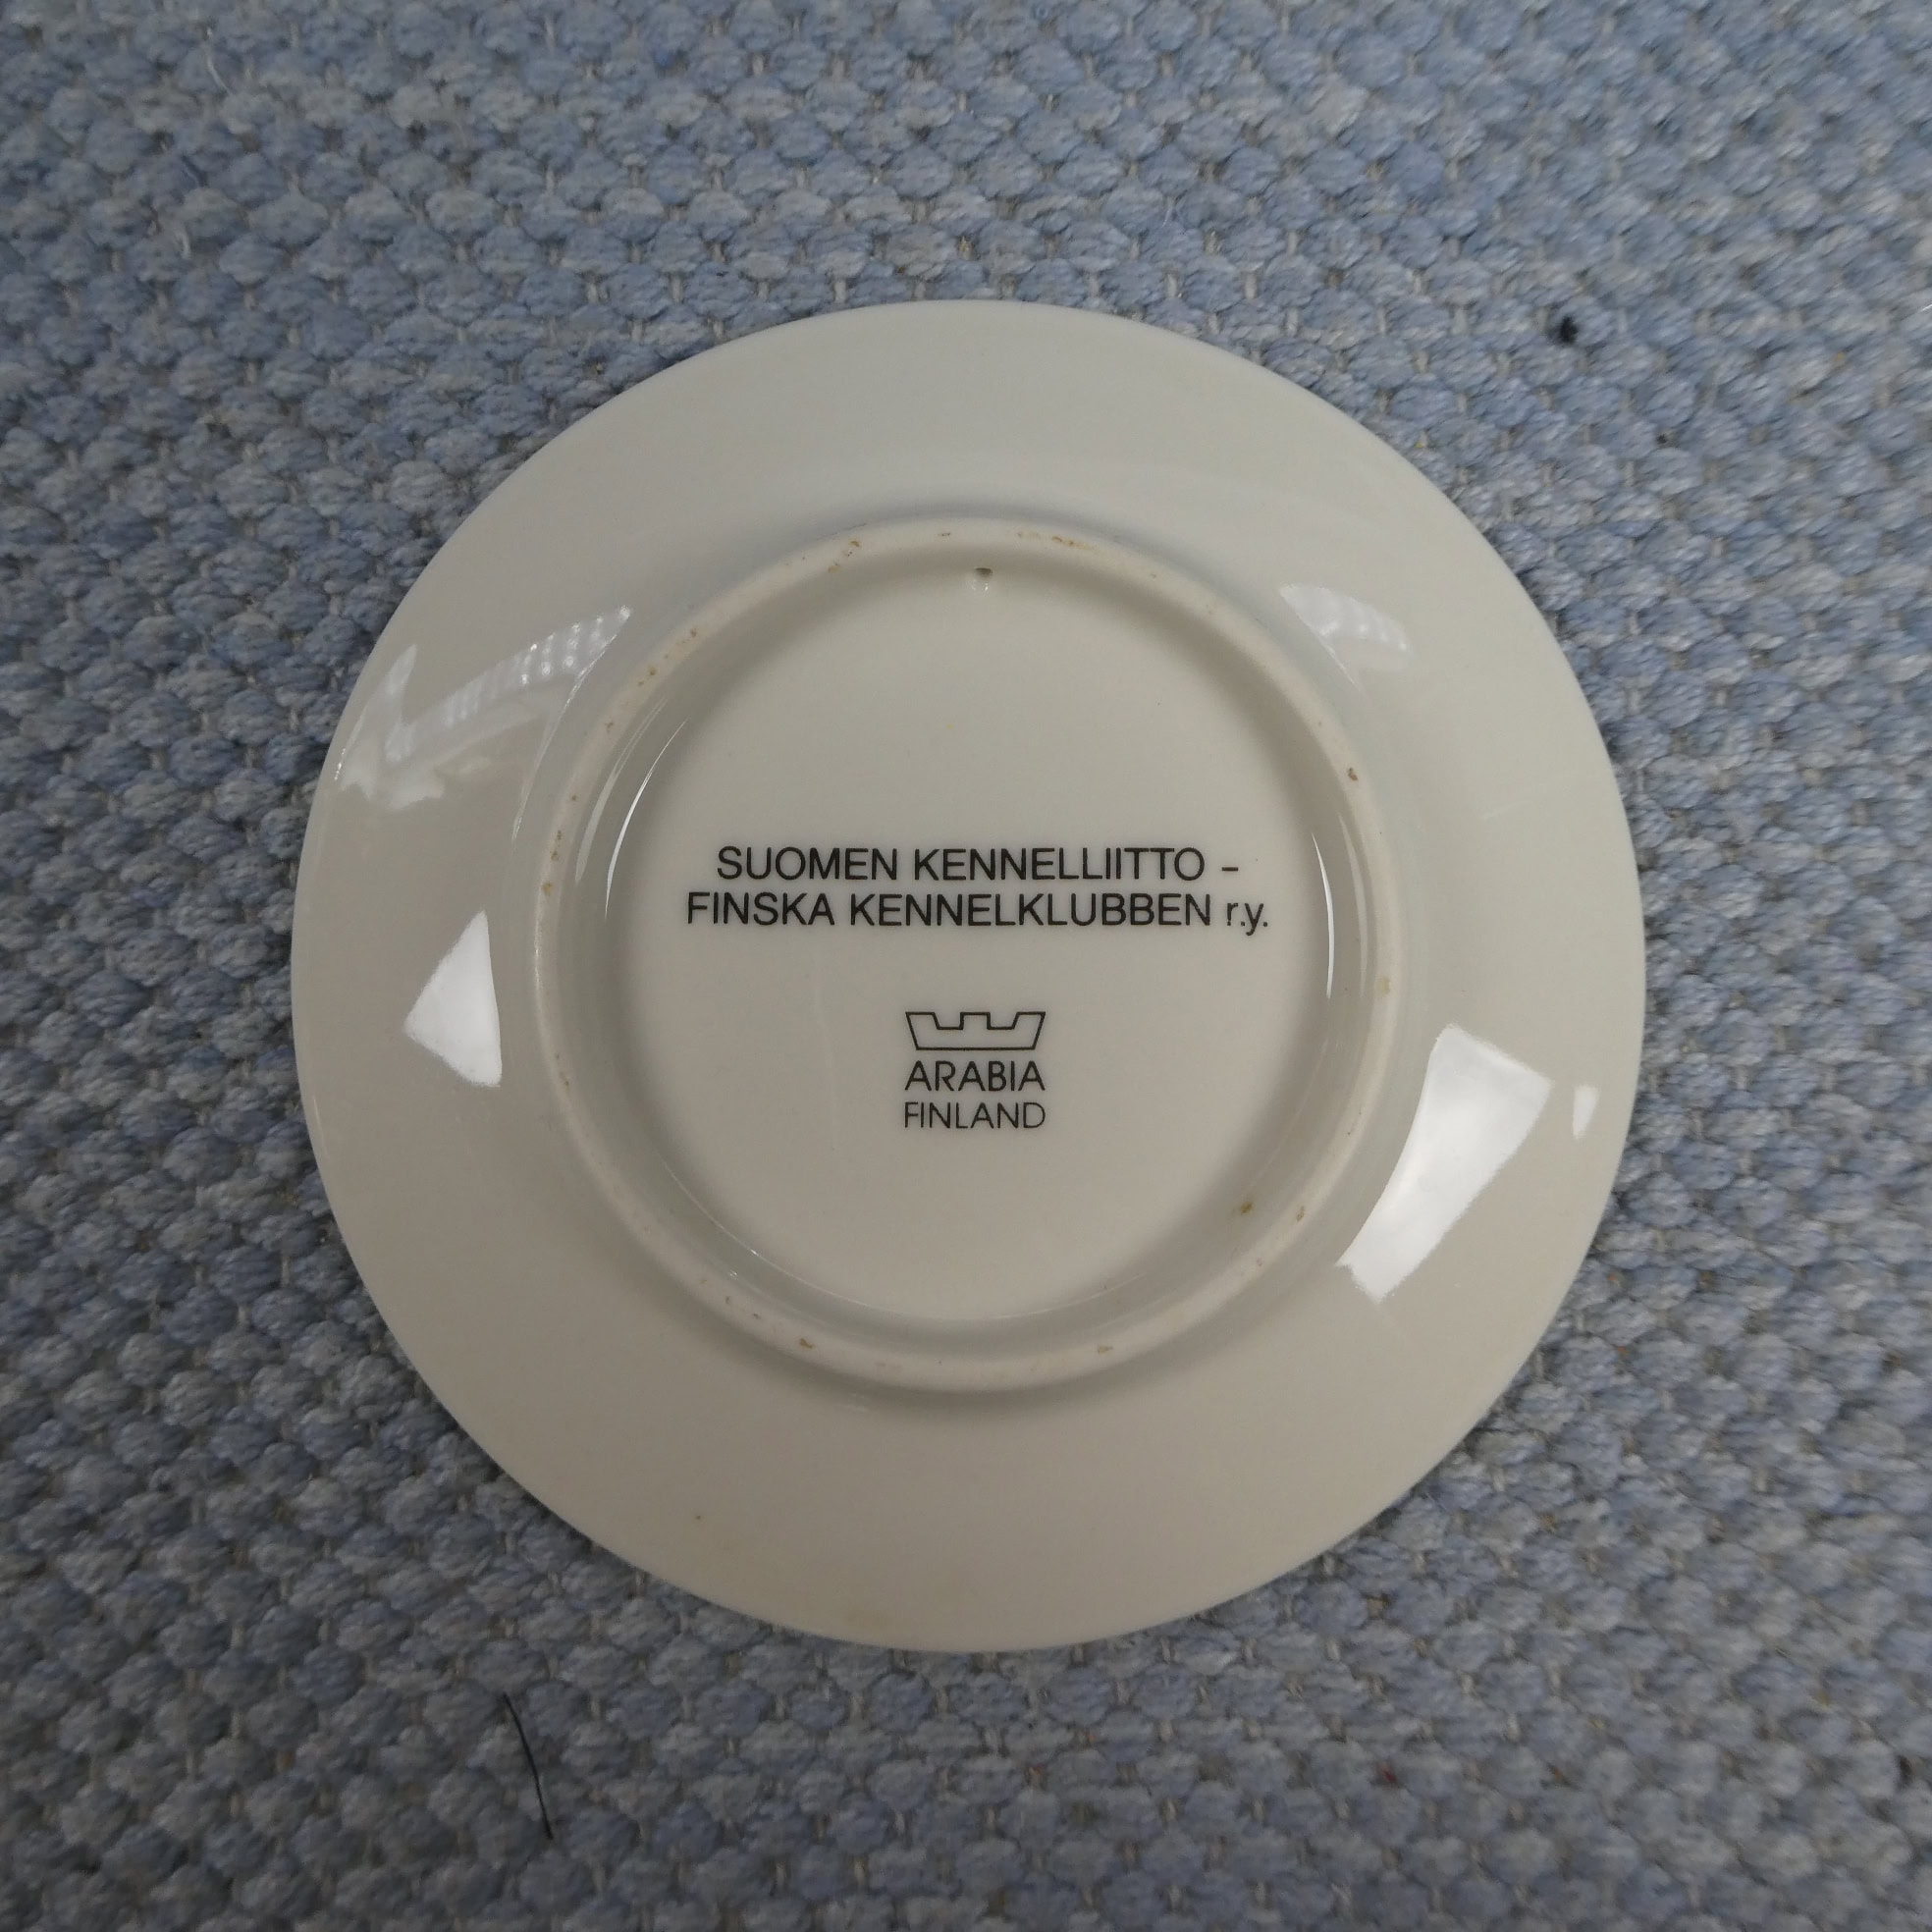 SUOMEN KENNELLIITTO –
FINSKA KENNELKLUBBEN r.y.
ARABIA
FINLAND